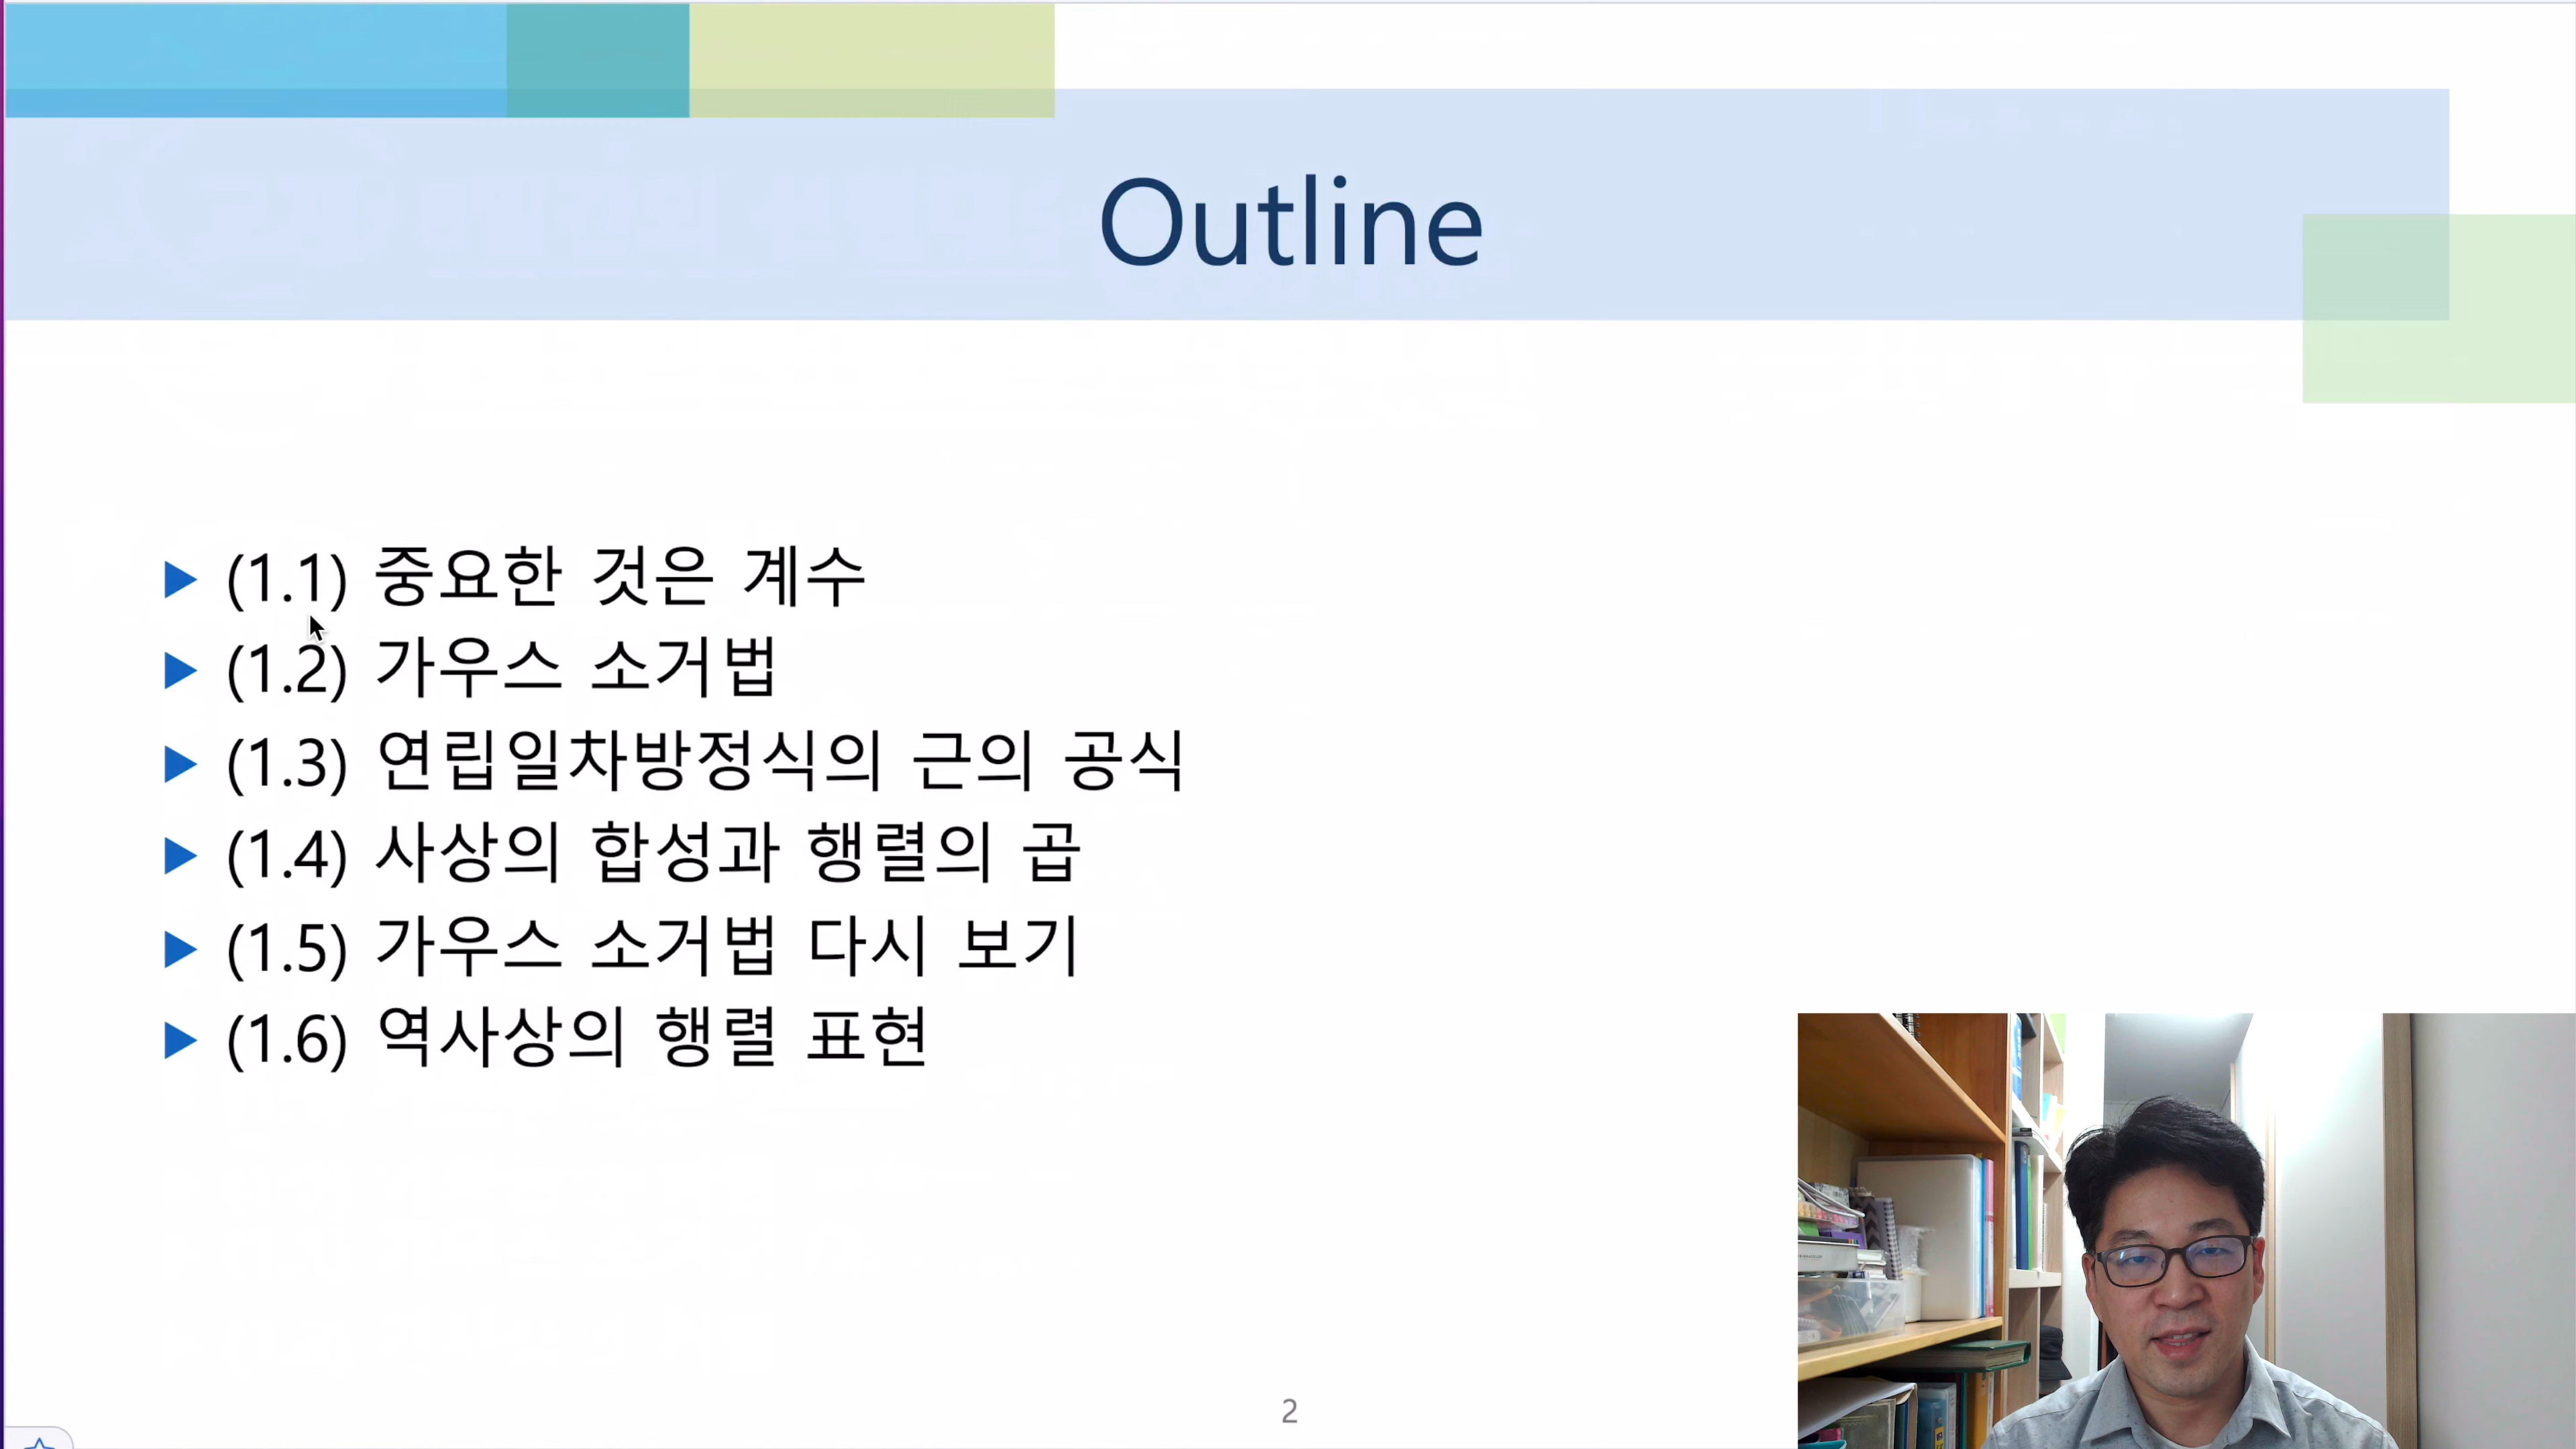 Outline
(1.1) 중요한 것은 계수
(1.2) 가우스 소거법
(1.3) 연립일차방정식의 근의 공식
(1.4) 사상의 합성과 행렬의 곱
(1.5) 가우스 소거법 다시 보기
(1.6) 역사상의 행렬 표현
2